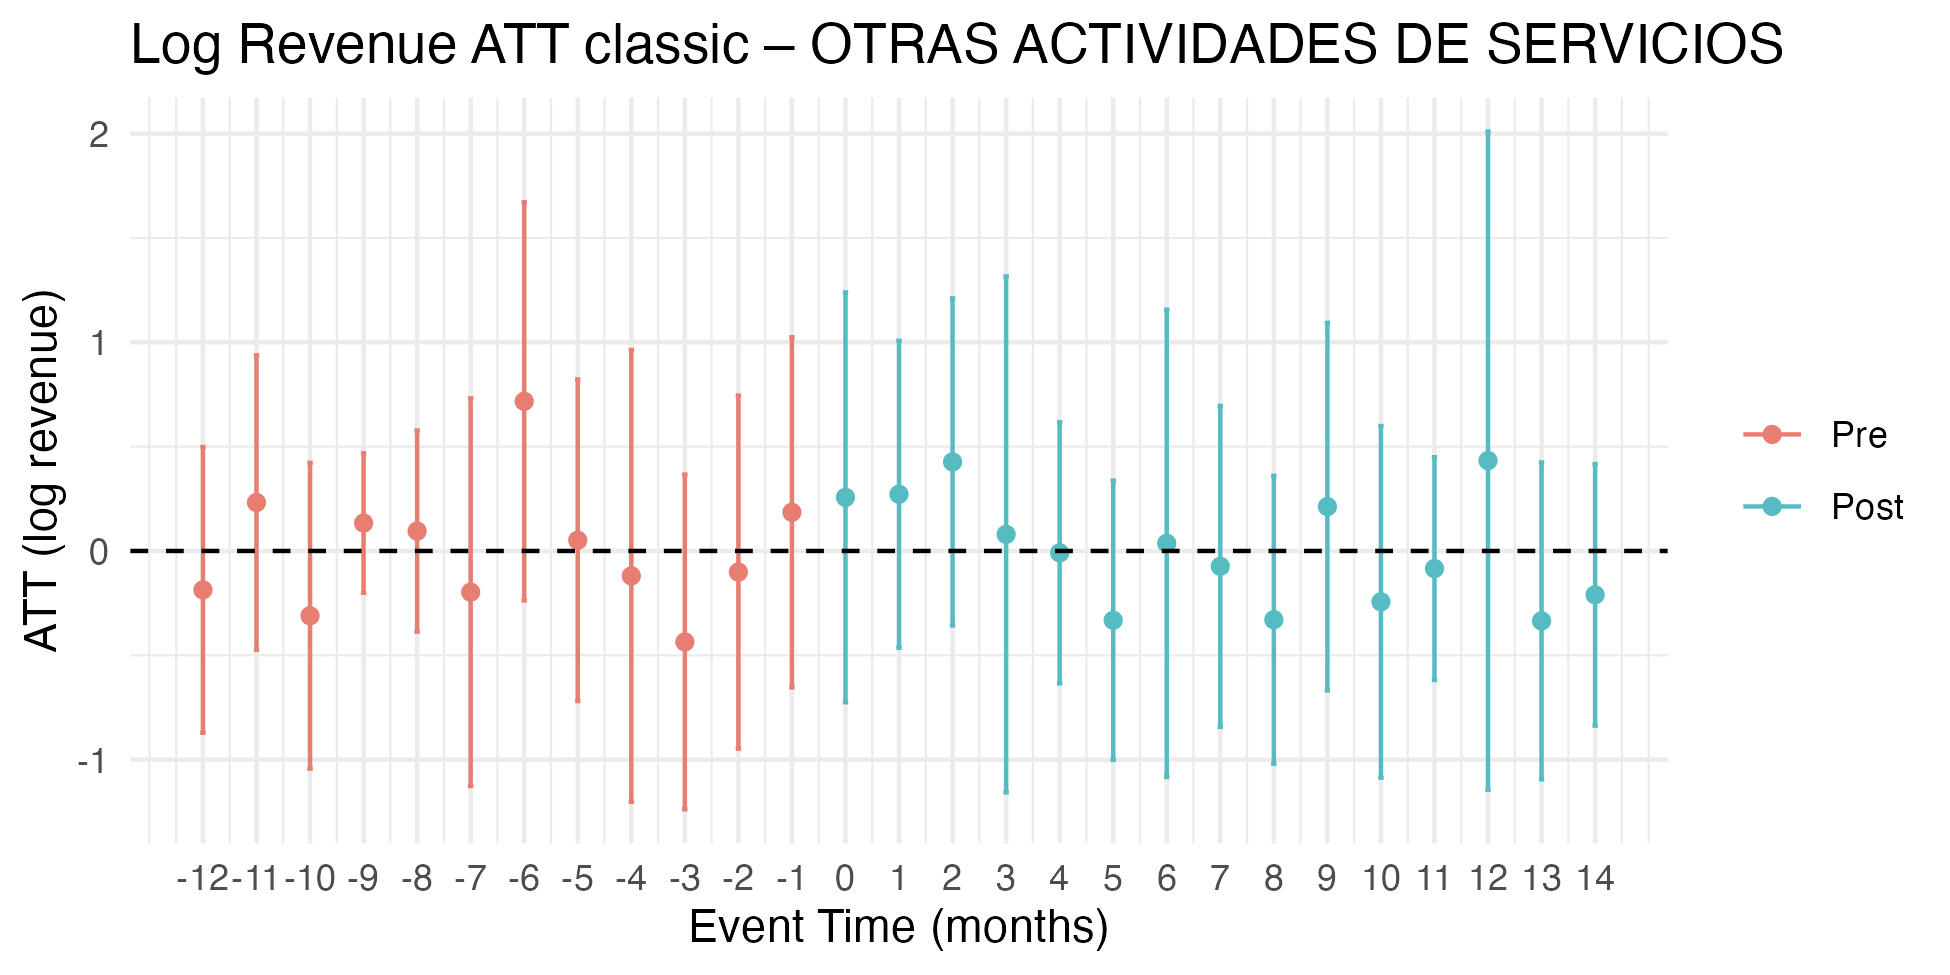 Log Revenue ATT classic – OTRAS ACTIVIDADES DE SERVICIOS
2
1
0
-1
ATT (log revenue)
-12 -11 -10 -9 -8 -7 -6 -5 -4 -3 -2 -1 0 1 2 3 4 5 6 7 8 9 10 11 12 13 14
Event Time (months)
Pre
Post